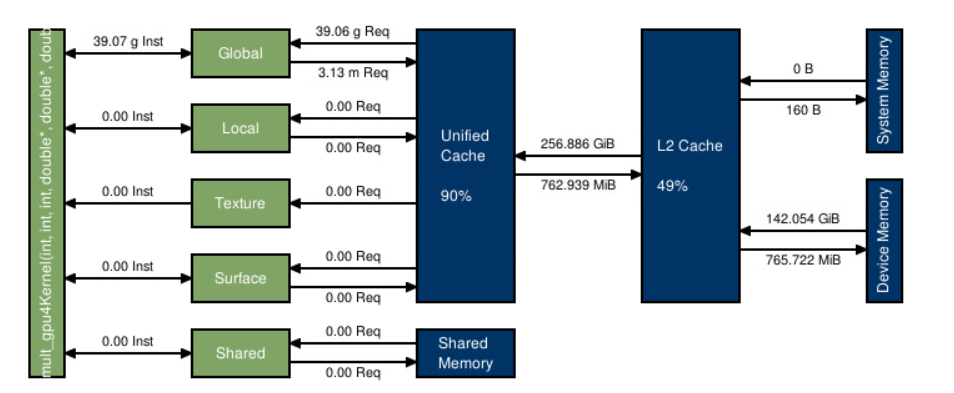 mult_gpu4Kernel(int, int, int, double*, double*, doub
39.07 g Inst
Global
39.06 g Req
3.13 m Req
0.00 Inst
Local
0.00 Req
0.00 Req
0.00 Inst
Texture
0.00 Req
0.00 Inst
Surface
0.00 Req
0.00 Req
0.00 Inst
Shared
0.00 Req
0.00 Req
Unified
Cache
90%
Shared
Memory
256.886 GiB
762.939 MiB
L2 Cache
49%
0 B
160 B
System Memory
142.054 GiB
765.722 MiB
Device Memory